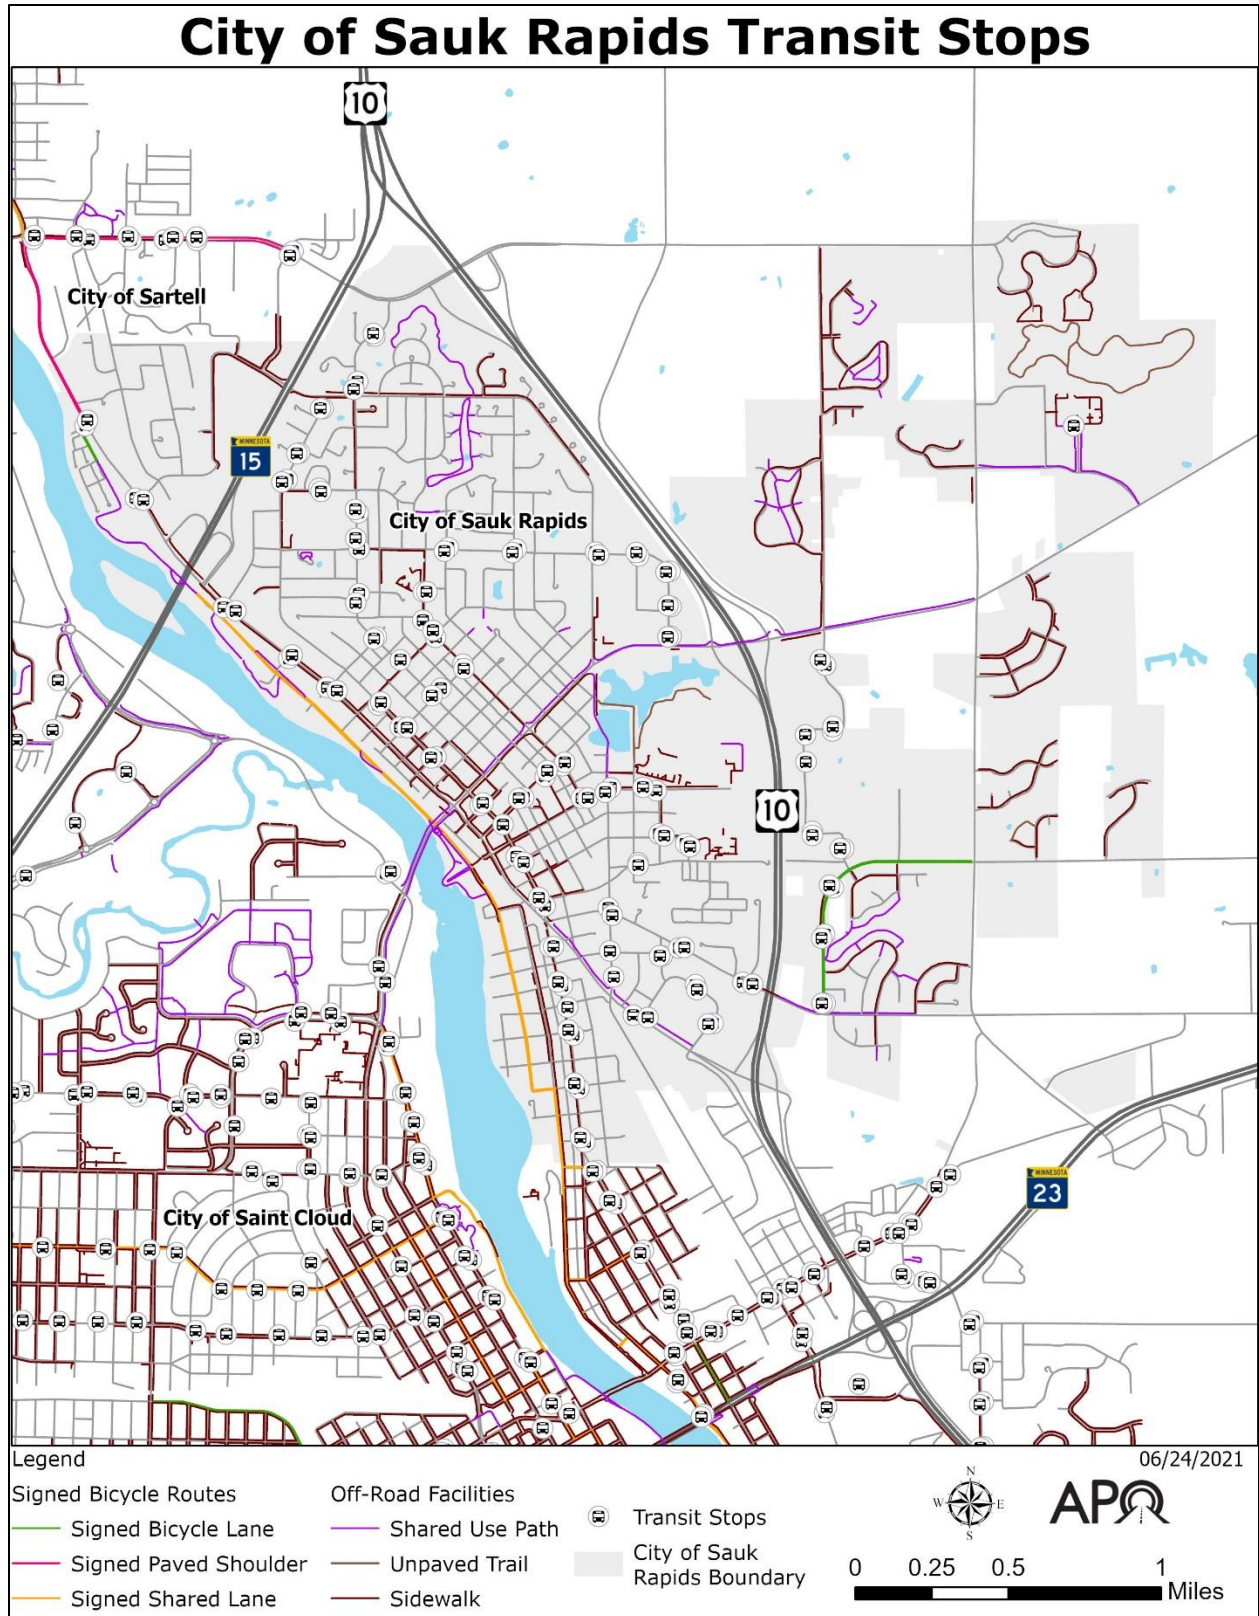 City of Sauk Rapids Transit Stops
10
City of Sartell
MINNESOTA
15
City of Sauk Rapids
10
MINNESOTA
23
City of Saint Cloud
Legend
06/24/2021
Signed Bicycle Routes
Signed Bicycle Lane
Signed Paved Shoulder
Signed Shared Lane
Off-Road Facilities
Shared Use Path
Unpaved Trail
Sidewalk
Transit Stops
City of Sauk
Rapids Boundary
N
W E
S
APO
0 0.25 0.5 1
Miles